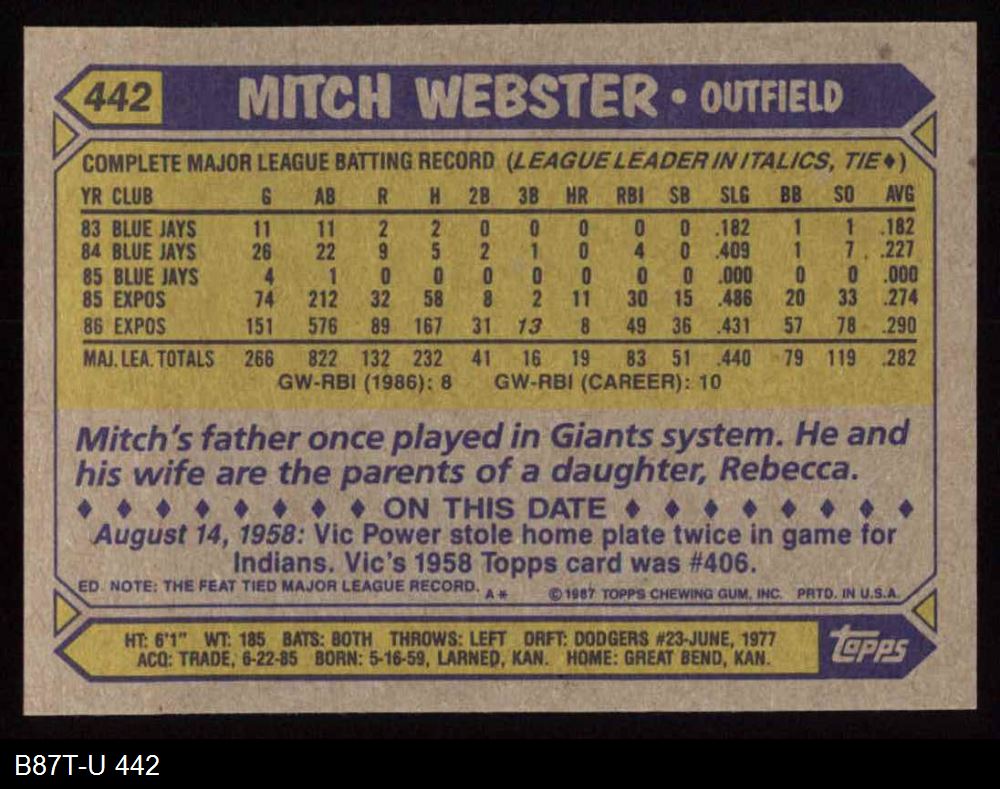 442 MITCH WEBSTER • OUTFIELD
COMPLETE MAJOR LEAGUE BATTING RECORD (LEAGUE LEADER IN ITALICS, TIE♦)
YR CLUB G AB R H 2B 3B HR RBI SB SLG BB SO AVG
83 BLUE JAYS 11 11 2 2 0 0 0 0 0 .182 1 1 .182
84 BLUE JAYS 26 22 9 5 2 1 0 4 0 .409 1 7 .227
85 BLUE JAYS 4 1 0 0 0 0 0 0 0 .000 0 0 .000
85 EXPOS 74 212 32 58 8 2 11 30 15 .486 20 33 .274
86 EXPOS 151 576 89 167 31 13 8 49 36 .431 57 78 .290
MAJ. LEA. TOTALS 266 822 132 232 41 16 19 83 51 .440 79 119 .282
GW-RBI (1986): 8 GW-RBI (CAREER): 10
Mitch's father once played in Giants system. He and
his wife are the parents of a daughter, Rebecca.
♦ ♦ ♦ ♦ ♦ ♦ ♦ ♦ ON THIS DATE ♦ ♦ ♦ ♦ ♦ ♦ ♦ ♦
August 14, 1958: Vic Power stole home plate twice in game for
Indians. Vic's 1958 Topps card was #406.
ED. NOTE: THE FEAT TIED MAJOR LEAGUE RECORD. A* © 1987 TOPPS CHEWING GUM, INC. PRTD. IN U.S.A.
HT: 6'1" WT: 185 BATS: BOTH THROWS: LEFT DRFT: DODGERS #23-JUNE, 1977
ACQ: TRADE, 6-22-85 BORN: 5-16-59, LARNED, KAN. HOME: GREAT BEND, KAN.
topps
B87T-U 442